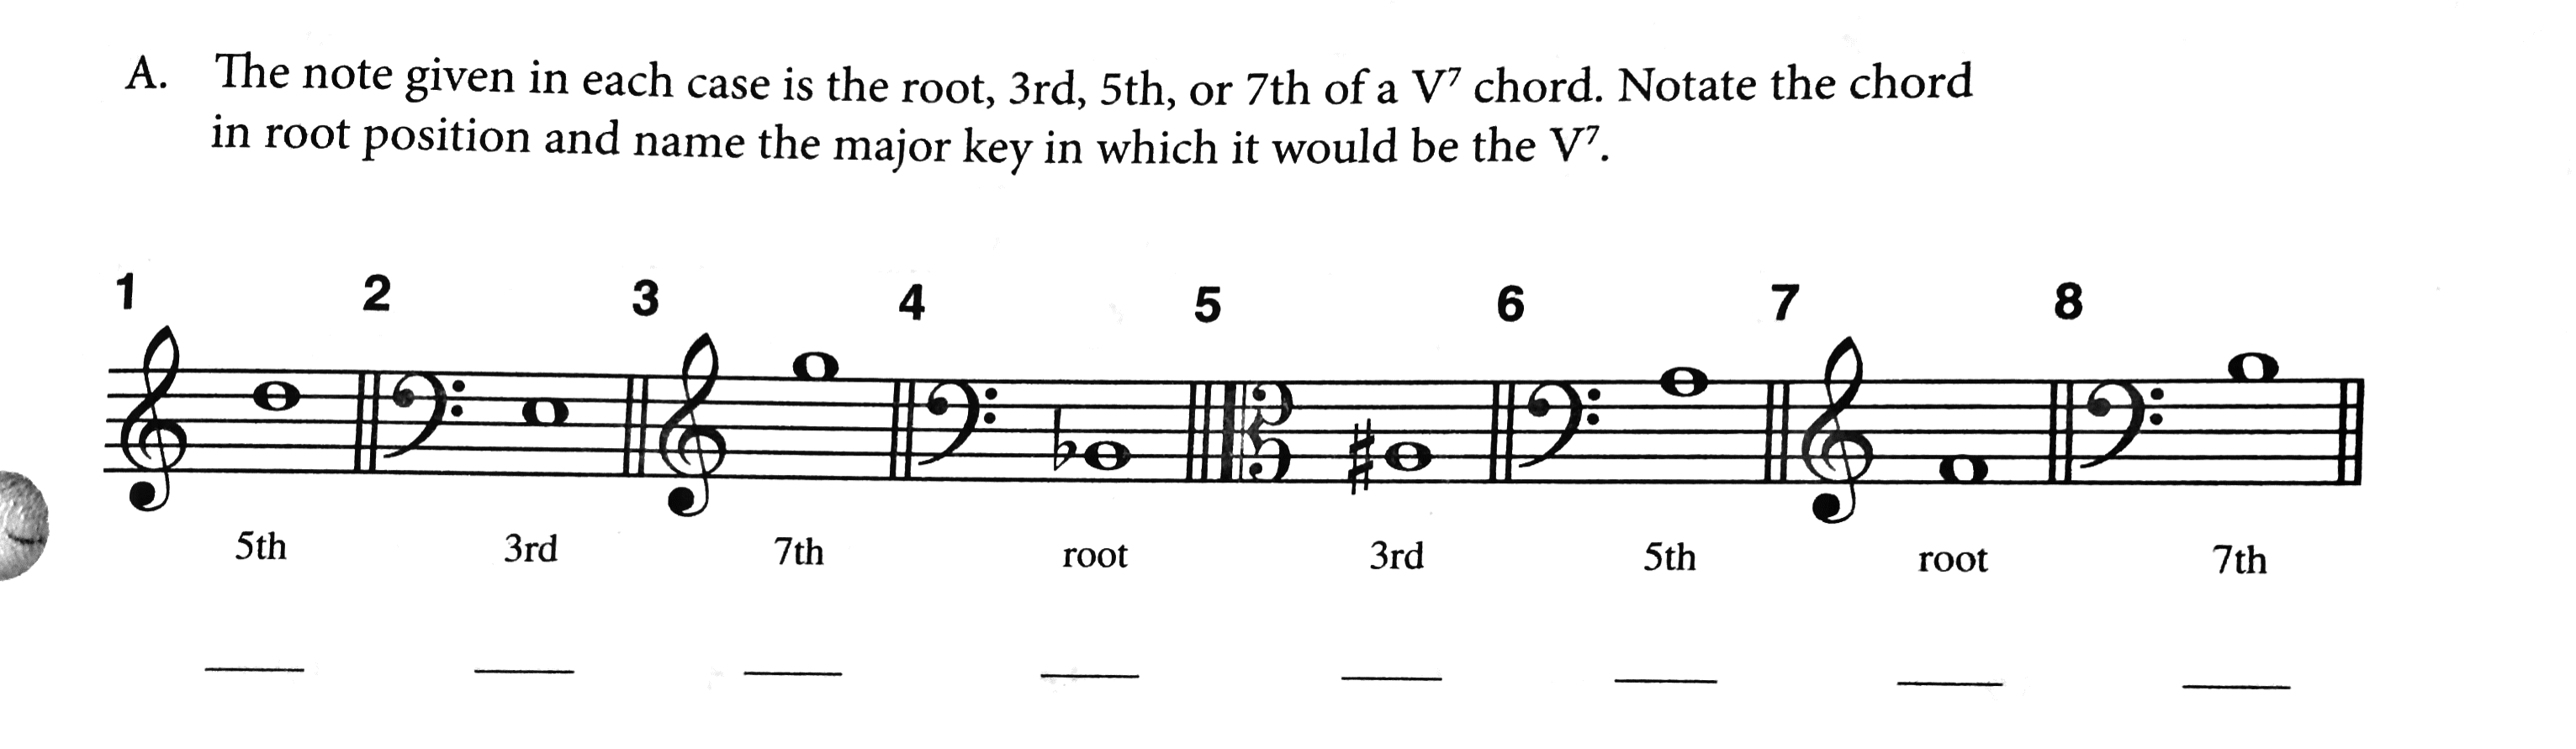 A. The note given in each case is the root, 3rd, 5th, or 7th of a V⁷ chord. Notate the chord
in root position and name the major key in which it would be the V⁷.
1 2 3 4 5 6 7 8
5th 3rd 7th root 3rd 5th root 7th